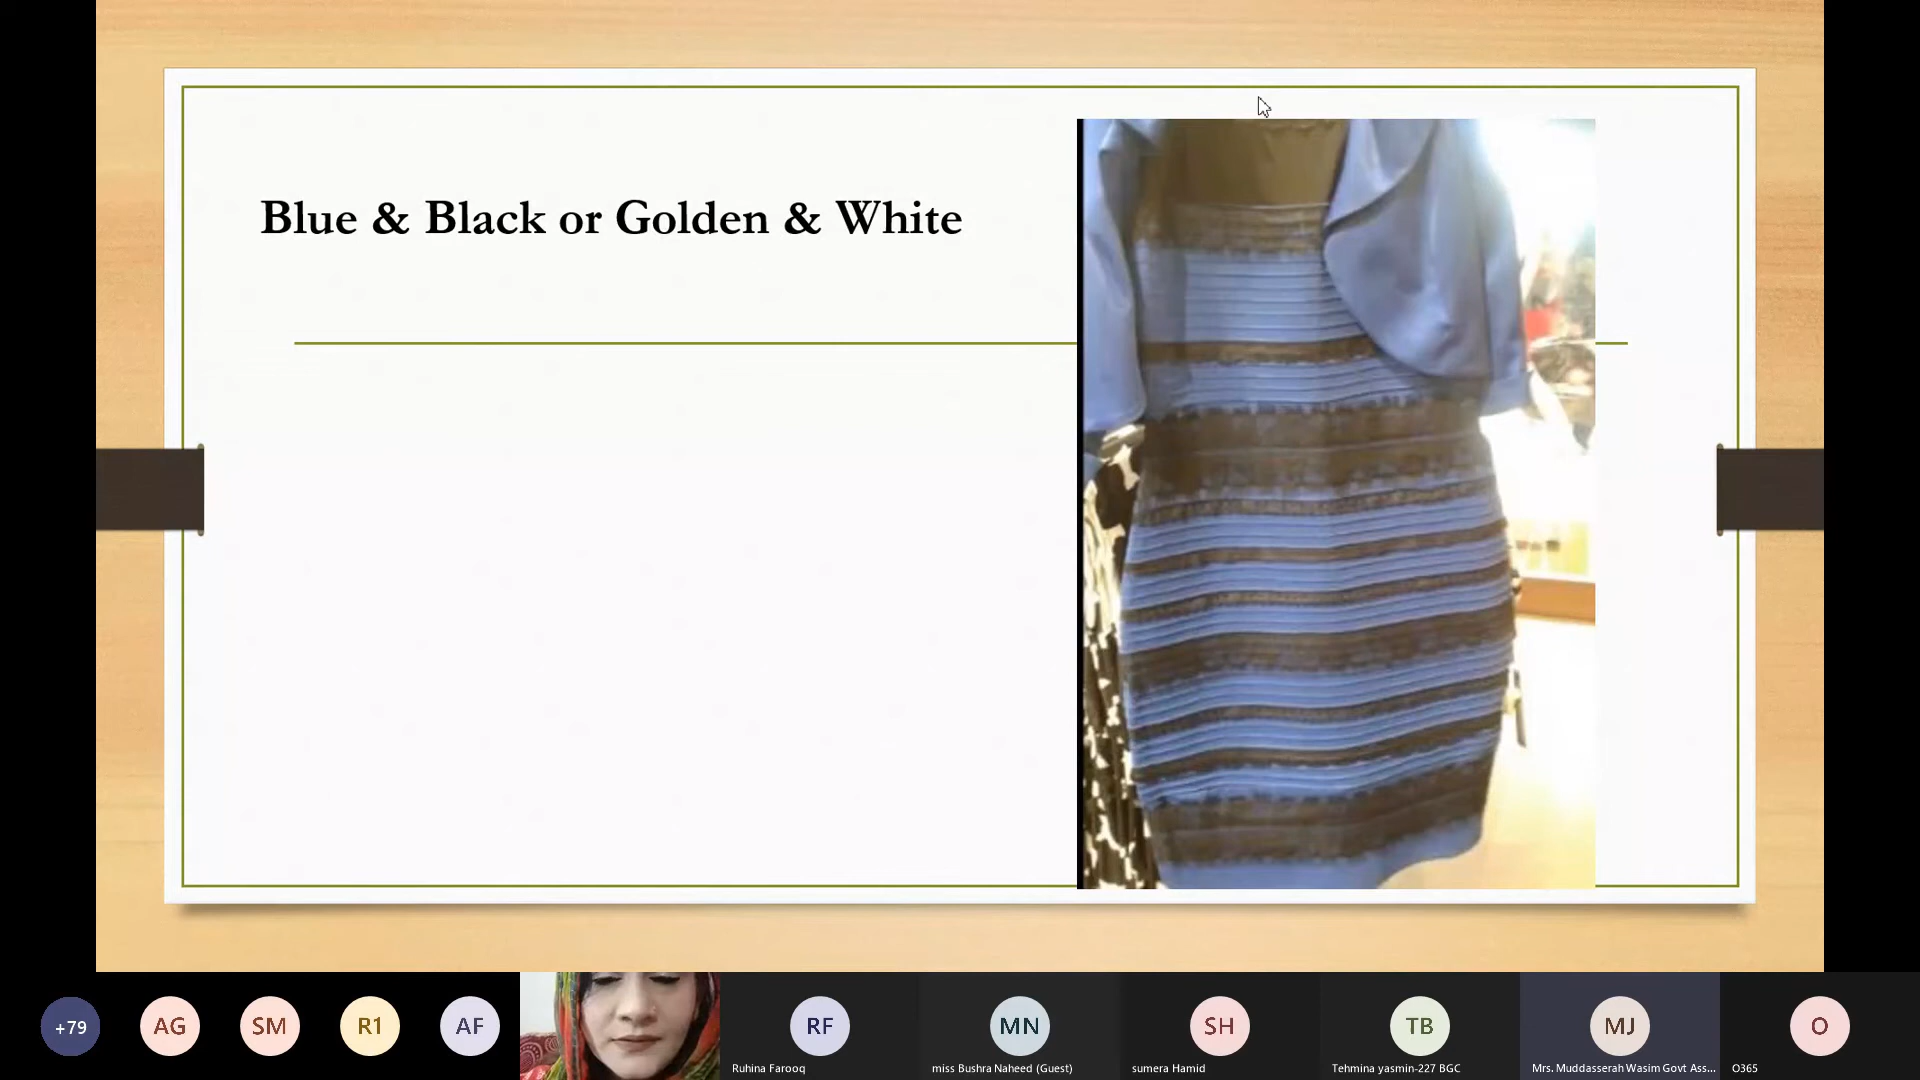 Blue & Black or Golden & White
+79
AG
SM
R1
AF
RF
Ruhina Farooq
MN
miss Bushra Naheed (Guest)
SH
sumera Hamid
TB
Tehmina yasmin-227 BGC
MJ
Mrs. Muddasserah Wasim Govt Ass...
O
O365